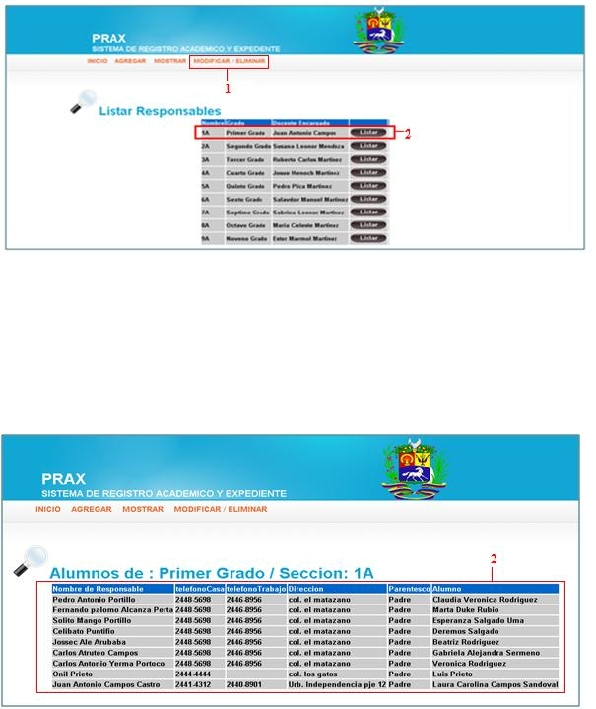 PRAX
SISTEMA DE REGISTRO ACADEMICO Y EXPEDIENTE
INICIO AGREGAR MOSTRAR MODIFICAR / ELIMINAR
1
Listar Responsables
Nombre Grado Docente Encargado
1A Primer Grado Juan Antonio Campos Listar
2
2A Segundo Grado Susana Leonor Mendoza Listar
3A Tercer Grado Roberto Carlos Martinez Listar
4A Cuarto Grado Josue Henoch Martinez Listar
5A Quinto Grado Pedro Pica Martinez Listar
6A Sexto Grado Salavdor Manuel Martinez Listar
7A Septimo Grado Sabrina Leonor Martinez Listar
8A Octavo Grado Maria Celeste Martinez Listar
9A Noveno Grado Ester Marmol Martinez Listar
PRAX
SISTEMA DE REGISTRO ACADEMICO Y EXPEDIENTE
INICIO AGREGAR MOSTRAR MODIFICAR / ELIMINAR
2
Alumnos de : Primer Grado / Seccion: 1A
Nombre de Responsable telefonoCasa telefonoTrabajo Direccion Parentesco Alumno
Pedro Antonio Portillo 2448-5698 2446-8956 col. el matazano Padre Claudia Veronica Rodriguez
Fernando palomo Alcanza Perta 2448-5698 2446-8956 col. el matazano Padre Marta Duke Rubio
Solito Mango Portillo 2448-5698 2446-8956 col. el matazano Padre Esperanza Salgado Uma
Celibato Puntifio 2448-5698 2446-8956 col. el matazano Padre Deremos Salgado
Jossec Ale Arubaba 2448-5698 2446-8956 col. el matazano Padre Beatriz Rodriguez
Carlos Atruteo Campos 2448-5698 2446-8956 col. el matazano Padre Gabriela Alejandra Sermeno
Carlos Antorio Yerma Portoco 2448-5698 2446-8956 col. el matazano Padre Veronica Rodriguez
Onil Prieto 2444-4444 col. los gatos Padre Luis Prieto
Juan Antonio Campos Castro 2441-4312 2440-8901 Urb. Independencia pje 12 Padre Laura Carolina Campos Sandoval